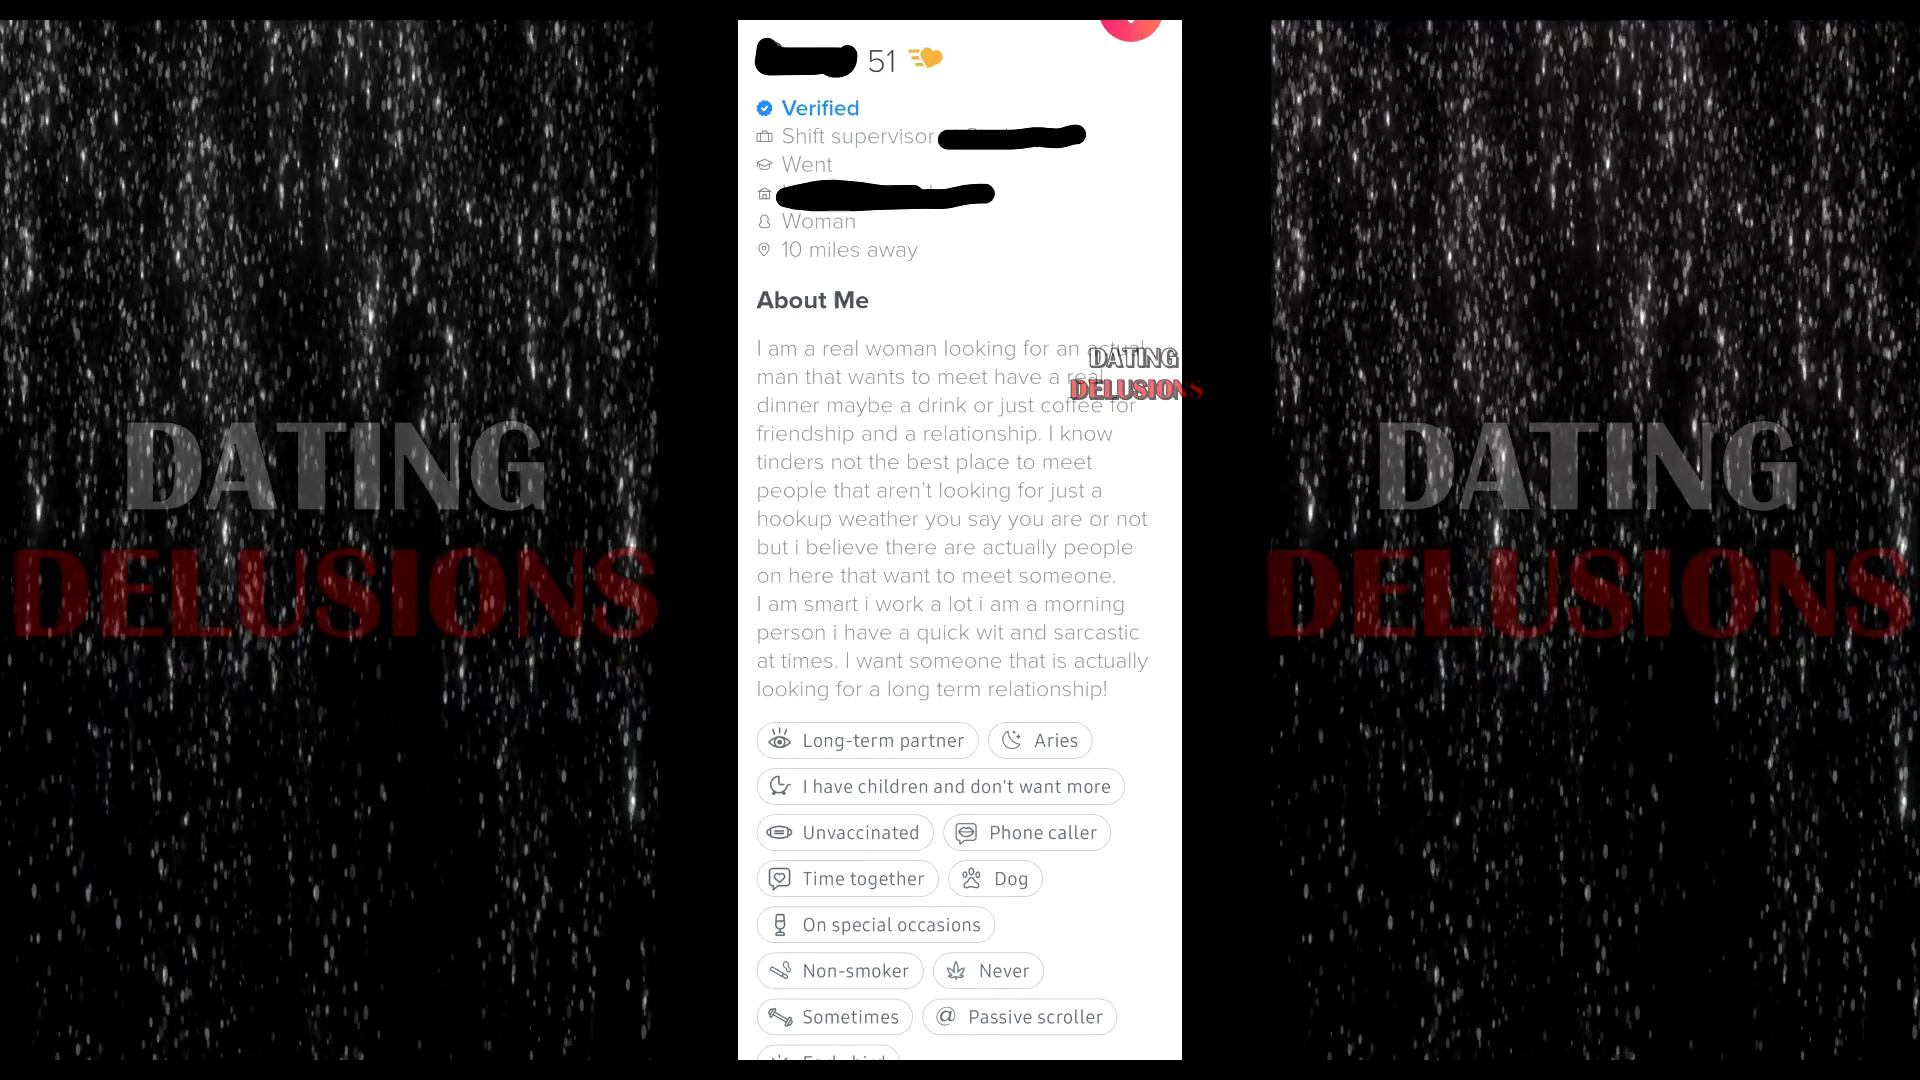 51
Verified
Shift supervisor
Went
Woman
10 miles away
About Me
I am a real woman looking for an actual
man that wants to meet have a real
dinner maybe a drink or just coffee for
friendship and a relationship. I know
tinders not the best place to meet
people that aren't looking for just a
hookup weather you say you are or not
but i believe there are actually people
on here that want to meet someone.
I am smart i work a lot i am a morning
person i have a quick wit and sarcastic
at times. I want someone that is actually
looking for a long term relationship!
Long-term partner Aries
I have children and don't want more
Unvaccinated Phone caller
Time together Dog
On special occasions
Non-smoker Never
Sometimes @ Passive scroller
DATING
DELUSIONS
DATING
DELUSIONS
DATING
DELUSIONS